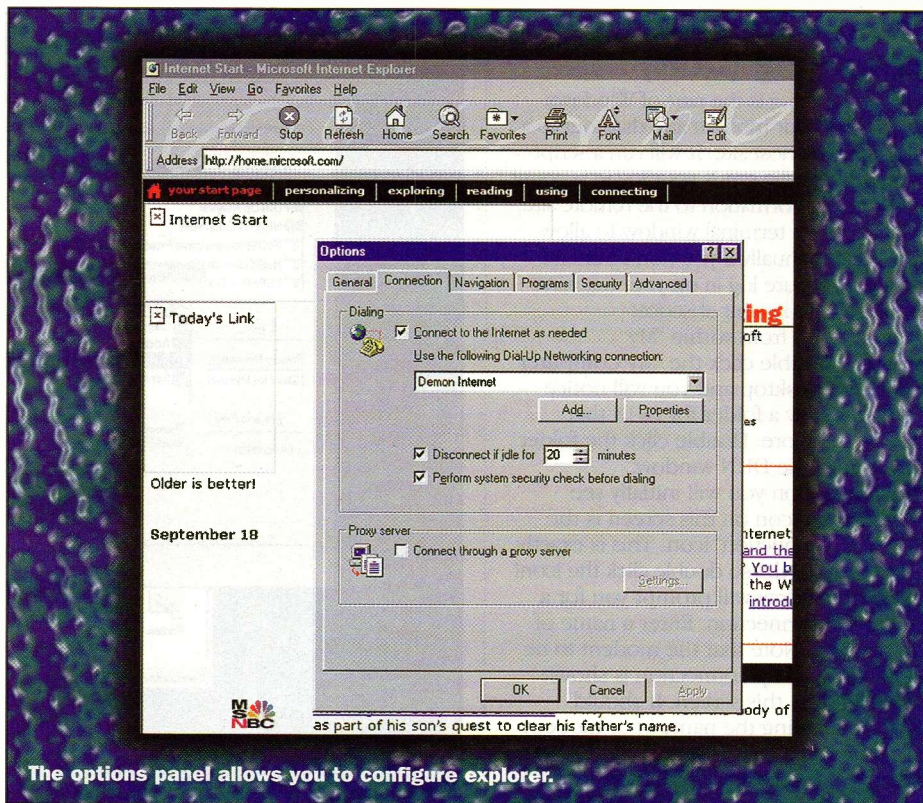 Internet Start - Microsoft Internet Explorer
File Edit View Go Favorites Help
Back Forward Stop Refresh Home Search Favorites Print Font Mail Edit
Address http://home.microsoft.com/
your start page personalizing exploring reading using connecting
Internet Start
Options
General Connection Navigation Programs Security Advanced
Dialing
Connect to the Internet as needed
Use the following Dial-Up Networking connection:
Demon Internet
Add... Properties
Disconnect if idle for 20 minutes
Perform system security check before dialing
Proxy server
Connect through a proxy server
Settings...
OK Cancel Apply
Today's Link
Older is better!
September 18
and the
You b
the W
MSNBC
as part of his son's quest to clear his father's name.
The options panel allows you to configure explorer.